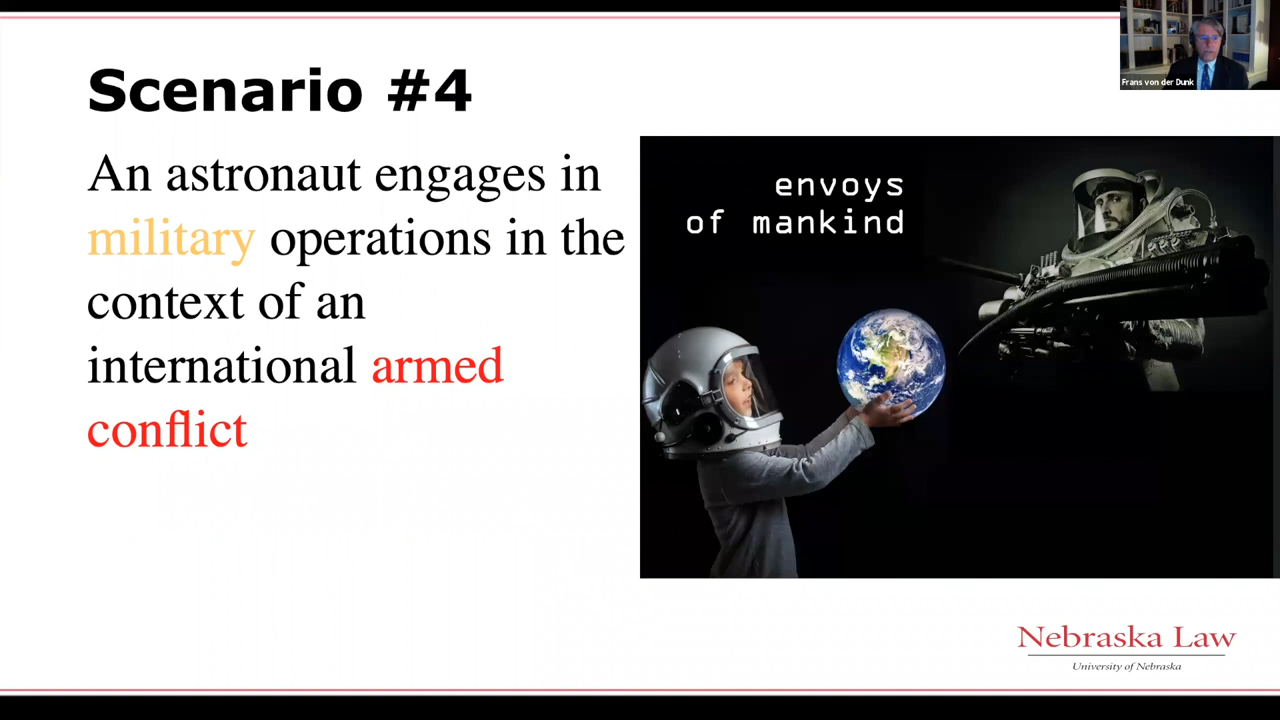 Frans von der Dunk
Scenario #4
An astronaut engages in
military operations in the
context of an
international armed
conflict
envoys
of mankind
Nebraska Law
University of Nebraska